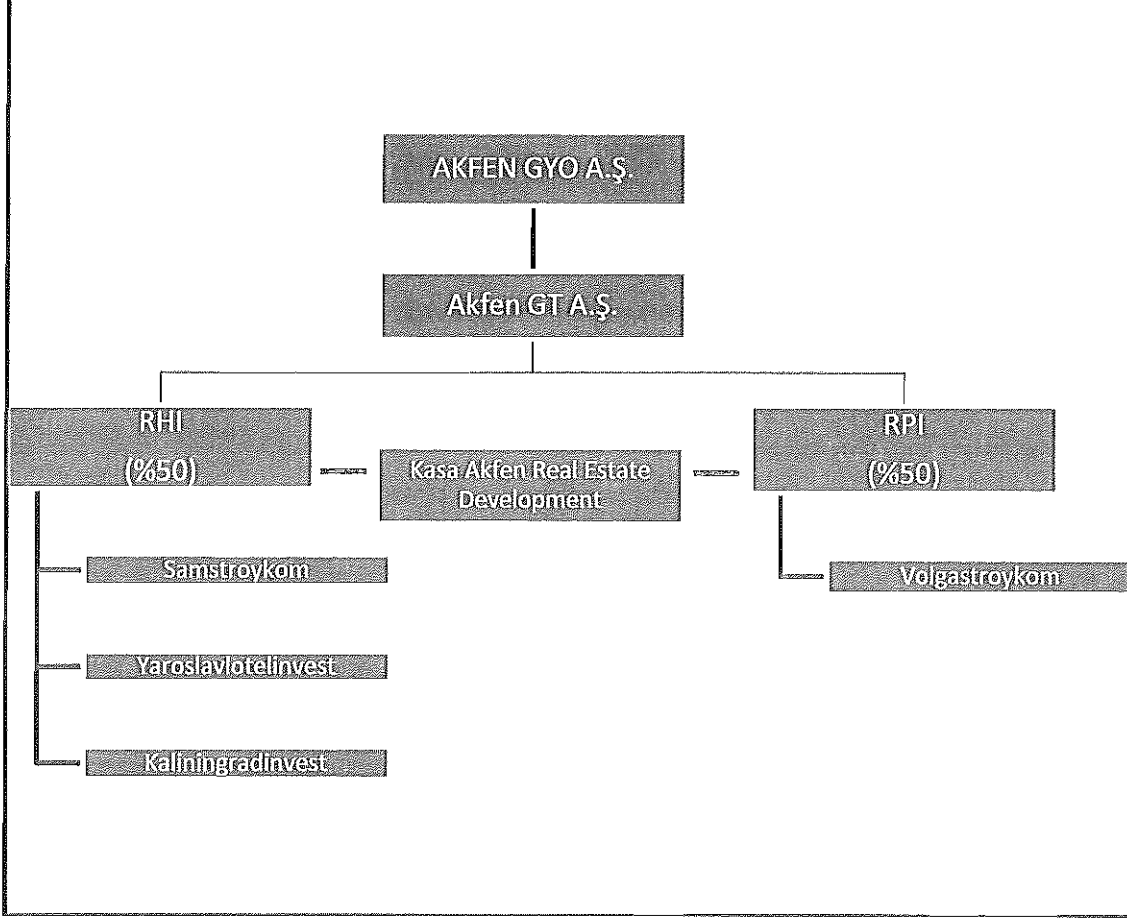 AKFEN GYO A.Ş.
Akfen GT A.Ş.
RHI
(%50)
Kasa Akfen Real Estate
Development
RPI
(%50)
Samstroykom
Volgastroykom
Yaroslavlotelinvest
Kaliningradinvest